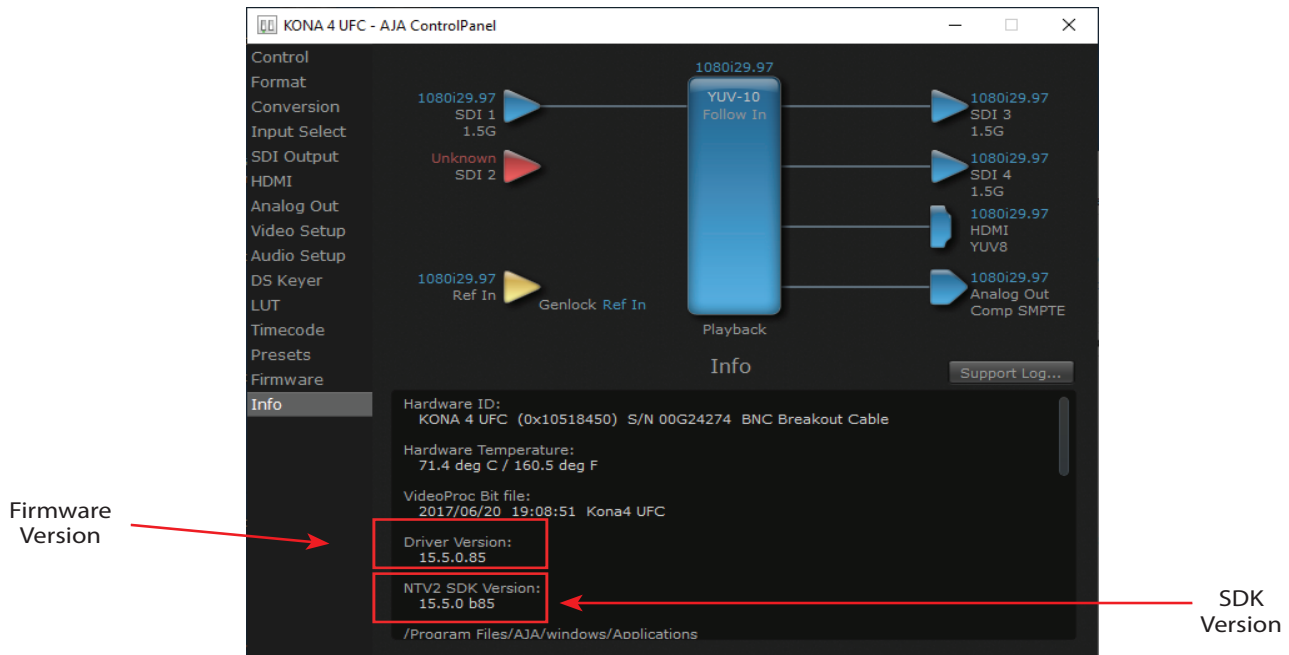 KONA 4 UFC - AJA ControlPanel
Control
Format
Conversion
Input Select
SDI Output
HDMI
Analog Out
Video Setup
Audio Setup
DS Keyer
LUT
Timecode
Presets
Firmware
Info
1080i29.97
SDI 1
1.5G
Unknown
SDI 2
1080i29.97
Ref In
Genlock Ref In
1080i29.97
YUV-10
Follow In
Playback
1080i29.97
SDI 3
1.5G
1080i29.97
SDI 4
1.5G
1080i29.97
HDMI
YUV8
1080i29.97
Analog Out
Comp SMPTE
Info
Support Log...
Hardware ID:
KONA 4 UFC (0x10518450) S/N 00G24274 BNC Breakout Cable
Hardware Temperature:
71.4 deg C / 160.5 deg F
VideoProc Bit file:
2017/06/20 19:08:51 Kona4 UFC
Driver Version:
15.5.0.85
NTV2 SDK Version:
15.5.0 b85
/Program Files/AJA/windows/Applications
Firmware
Version
SDK
Version